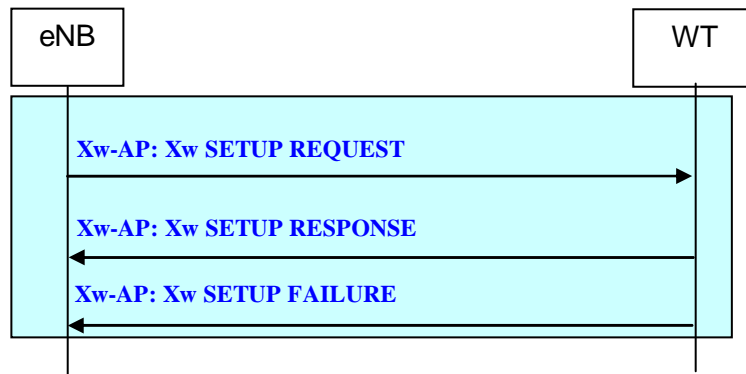 eNB
WT
Xw-AP: Xw SETUP REQUEST
Xw-AP: Xw SETUP RESPONSE
Xw-AP: Xw SETUP FAILURE